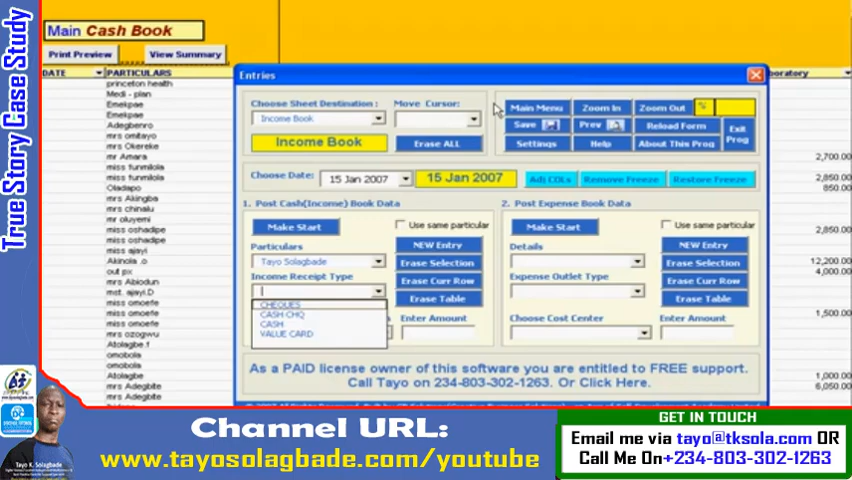 True Story Case Study
Main Cash Book
Print Preview
View Summary
DATE
PARTICULARS
princeton health
Medi - plan
Emekpae
Emekpae
Adegbenro
mrs omitayo
mrs Okereke
mr Amara
miss funmilola
miss funmilola
Oladapo
mrs Akingba
mrs chinalu
mr oluyemi
miss oshadipe
miss oshadipe
miss ajayi
Akinola .o
out px
mrs Abiodun
mst. ajayi.D
miss omoefe
miss omoefe
mrs ozogwu
Atolagbe.f
omobola
omobola
Atolagbe
mrs Adegbite
mrs Adegbite
boratory
2,700.00
2,850.00
850.00
2,850.00
12,200.00
4,000.00
6,050.00
Entries
Choose Sheet Destination :
Income Book
Move Cursor:
Income Book
Erase ALL
Main Menu
Zoom In
Zoom Out
%
Save
Prev
Reload Form
Exit Prog
Settings
Help
About This Prog
Choose Date:
15 Jan 2007
15 Jan 2007
Adj COLs
Remove Freeze
Restore Freeze
1. Post Cash(Income) Book Data
Make Start
Use same particular
Particulars
Tayo Solagbade
NEW Entry
Erase Selection
Income Receipt Type
Erase Curr Row
Erase Table
CHEQUES
CASH CHQ
CASH
VALUE CARD
Enter Amount
2. Post Expense Book Data
Make Start
Use same particular
Details
NEW Entry
Erase Selection
Expense Outlet Type
Erase Curr Row
Erase Table
Choose Cost Center
Enter Amount
As a PAID license owner of this software you are entitled to FREE support.
Call Tayo on 234-803-302-1263. Or Click Here.
Tayo K. Solagbade
Channel URL:
www.tayosolagbade.com/youtube
GET IN TOUCH
Email me via tayo@tksola.com OR
Call Me On+234-803-302-1263